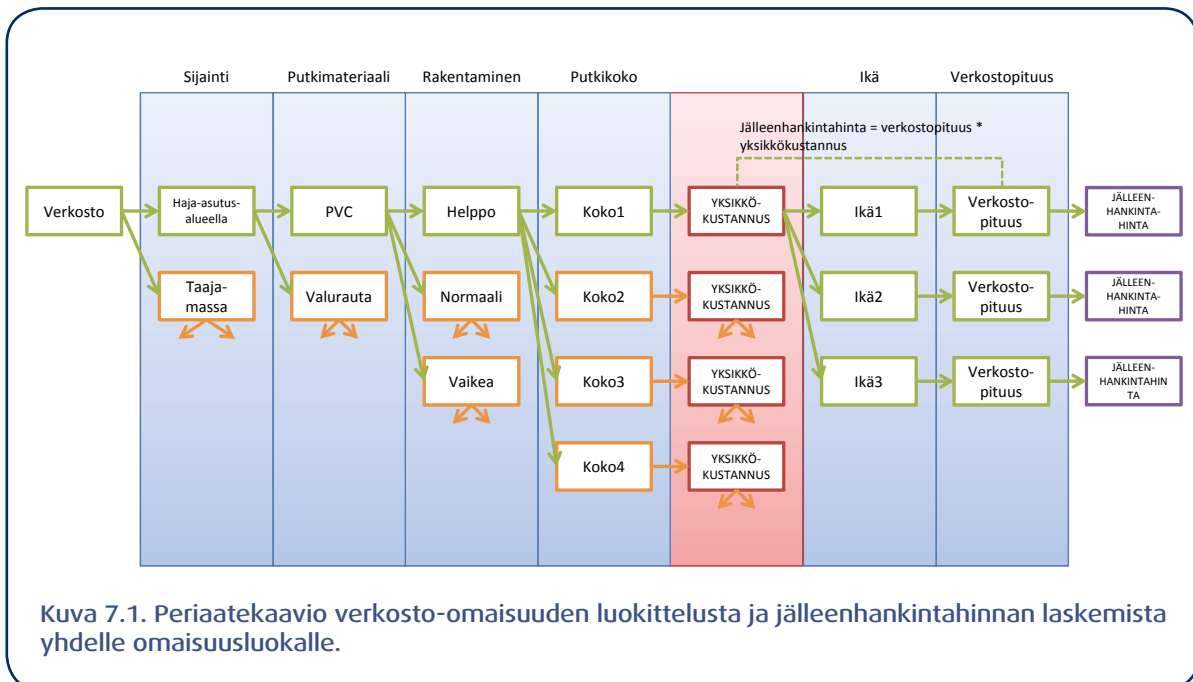 Sijainti
Putkimateriaali
Rakentaminen
Putkikoko
Ikä
Verkostopituus
Jälleenhankintahinta = verkostopituus *
yksikkökustannus
Verkosto
Haja-asutus-
alueella
PVC
Helppo
Koko1
YKSIKKÖ-
KUSTANNUS
Ikä1
Verkosto-
pituus
JÄLLEEN-
HANKINTA-
HINTA
Taaja-
massa
Valurauta
Normaali
Koko2
YKSIKKÖ-
KUSTANNUS
Ikä2
Verkosto-
pituus
JÄLLEEN-
HANKINTA-
HINTA
Vaikea
Koko3
YKSIKKÖ-
KUSTANNUS
Ikä3
Verkosto-
pituus
JÄLLEEN-
HANKINTAHIN
TA
Koko4
YKSIKKÖ-
KUSTANNUS
Kuva 7.1. Periaatekaavio verkosto-omaisuuden luokittelusta ja jälleenhankintahinnan laskemista
yhdelle omaisuusluokalle.